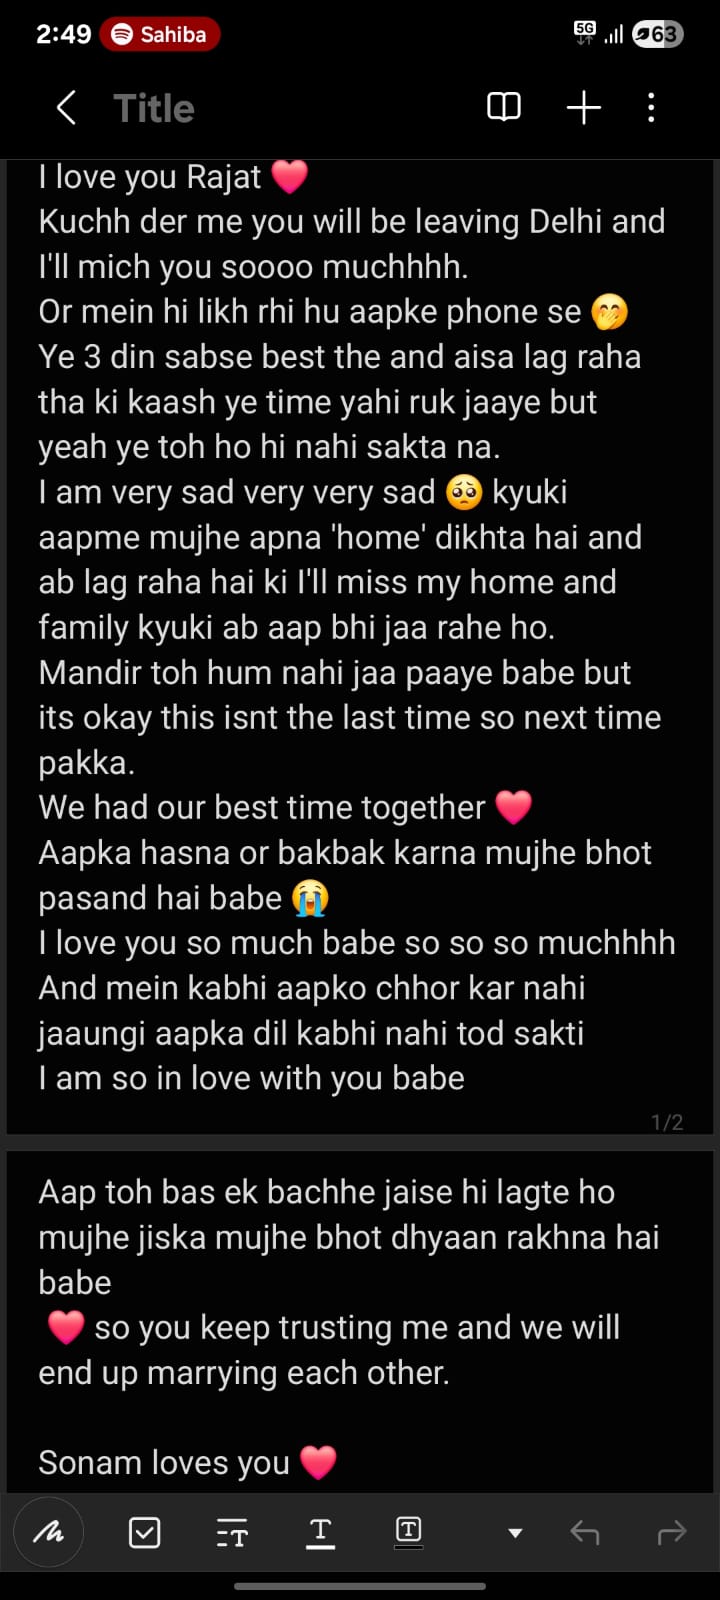 2:49 Sahiba 5G 63
Title
I love you Rajat ❤️
Kuchh der me you will be leaving Delhi and
I'll mich you soooo muchhhh.
Or mein hi likh rhi hu aapke phone se 🤭
Ye 3 din sabse best the and aisa lag raha
tha ki kaash ye time yahi ruk jaaye but
yeah ye toh ho hi nahi sakta na.
I am very sad very very sad 🥺 kyuki
aapme mujhe apna 'home' dikhta hai and
ab lag raha hai ki I'll miss my home and
family kyuki ab aap bhi jaa rahe ho.
Mandir toh hum nahi jaa paaye babe but
its okay this isnt the last time so next time
pakka.
We had our best time together ❤️
Aapka hasna or bakbak karna mujhe bhot
pasand hai babe 😭
I love you so much babe so so so muchhhh
And mein kabhi aapko chhor kar nahi
jaaungi aapka dil kabhi nahi tod sakti
I am so in love with you babe
1/2
Aap toh bas ek bachhe jaise hi lagte ho
mujhe jiska mujhe bhot dhyaan rakhna hai
babe
❤️ so you keep trusting me and we will
end up marrying each other.
Sonam loves you ❤️